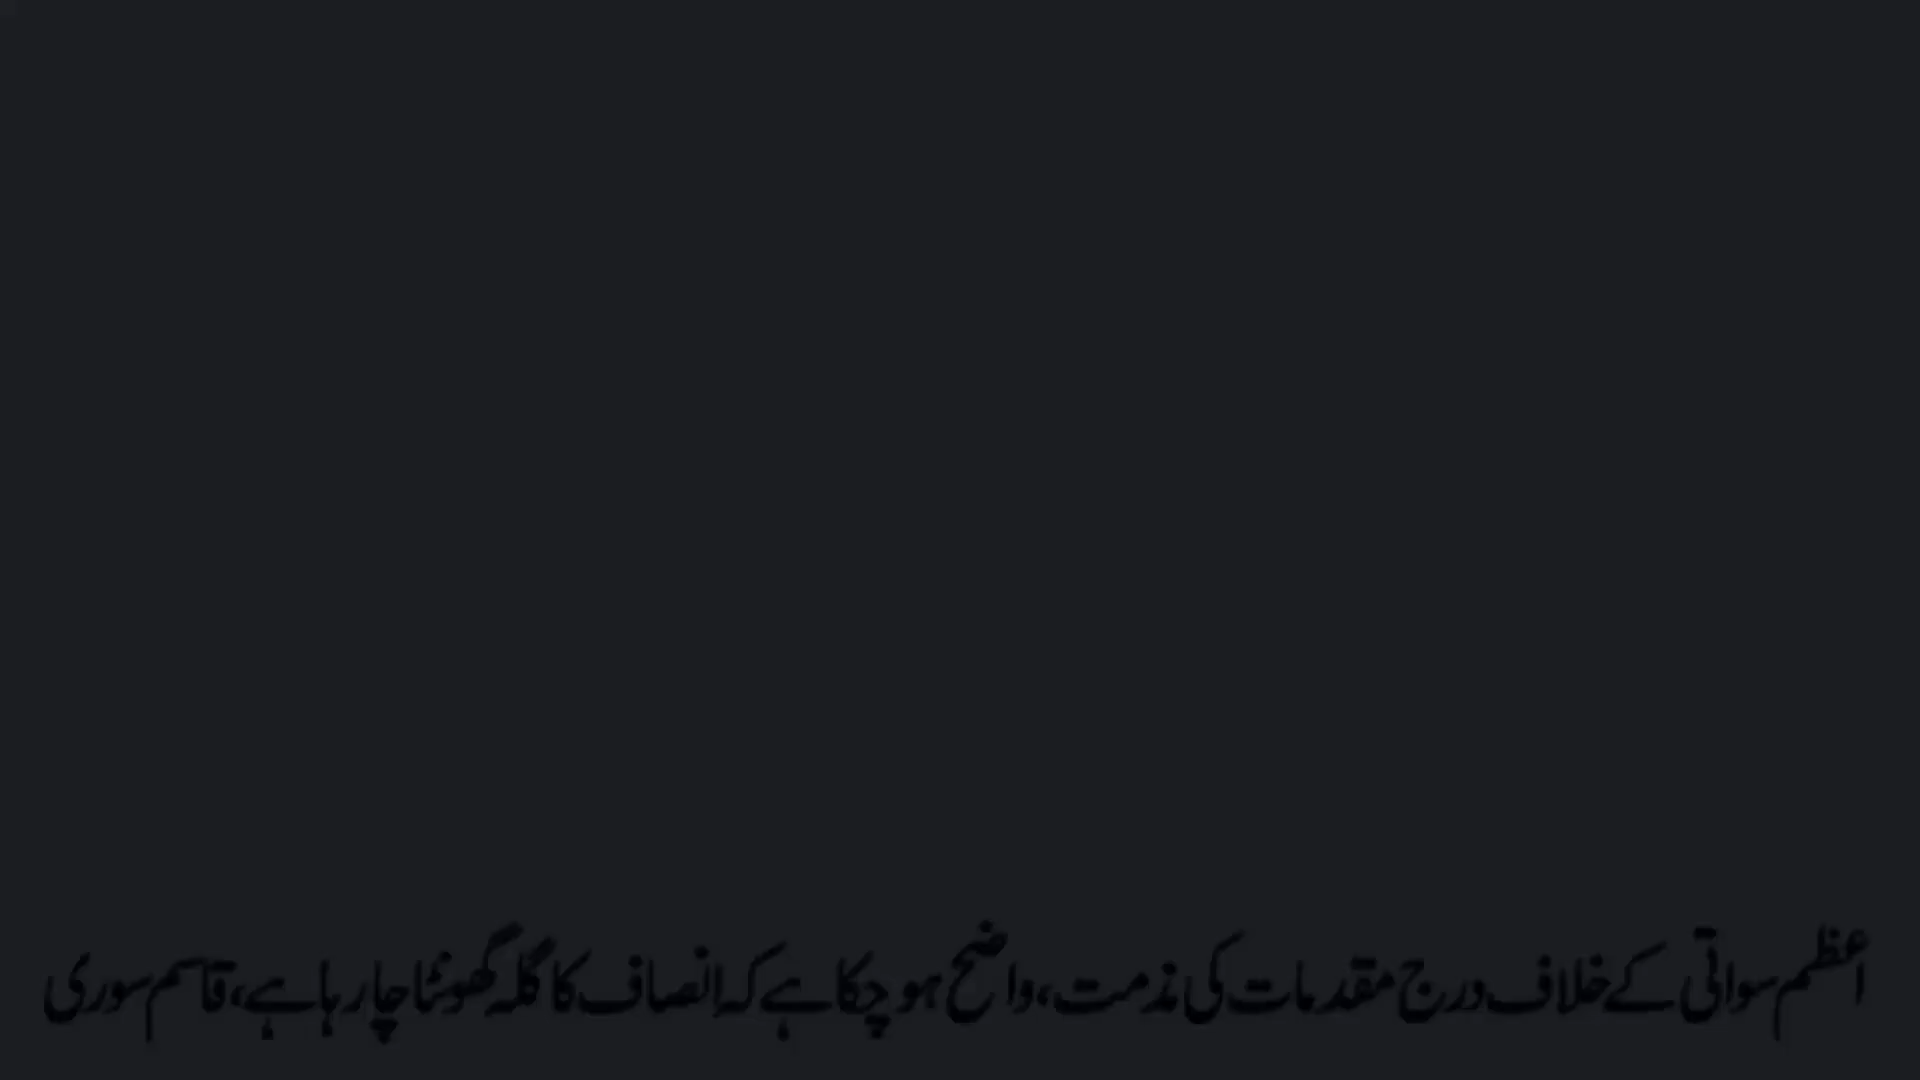 اعظم سواتی کے خلاف درج مقدمات کی مذمت، واضح ہو چکا ہے کہ انصاف کا گلہ گھونٹا جا رہا ہے، قاسم سوری